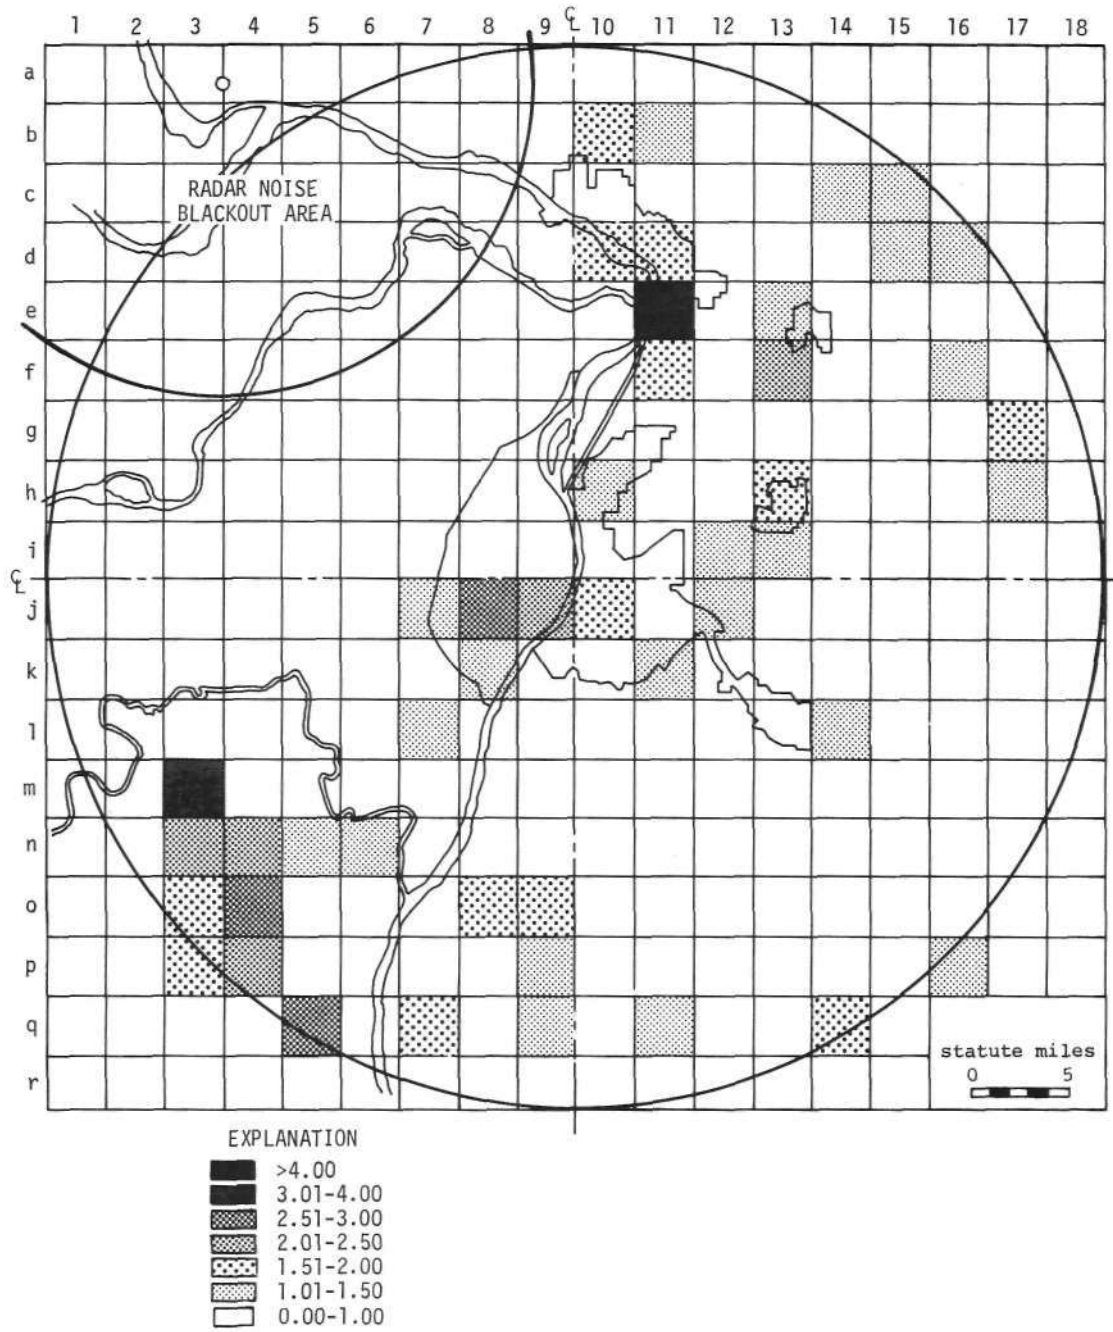 ℄
1 2 3 4 5 6 7 8 9 10 11 12 13 14 15 16 17 18
a
b
c
RADAR NOISE
BLACKOUT AREA
d
e
f
g
h
i
℄
j
k
l
m
n
o
p
q
r
statute miles
0 5
EXPLANATION
>4.00
3.01-4.00
2.51-3.00
2.01-2.50
1.51-2.00
1.01-1.50
0.00-1.00